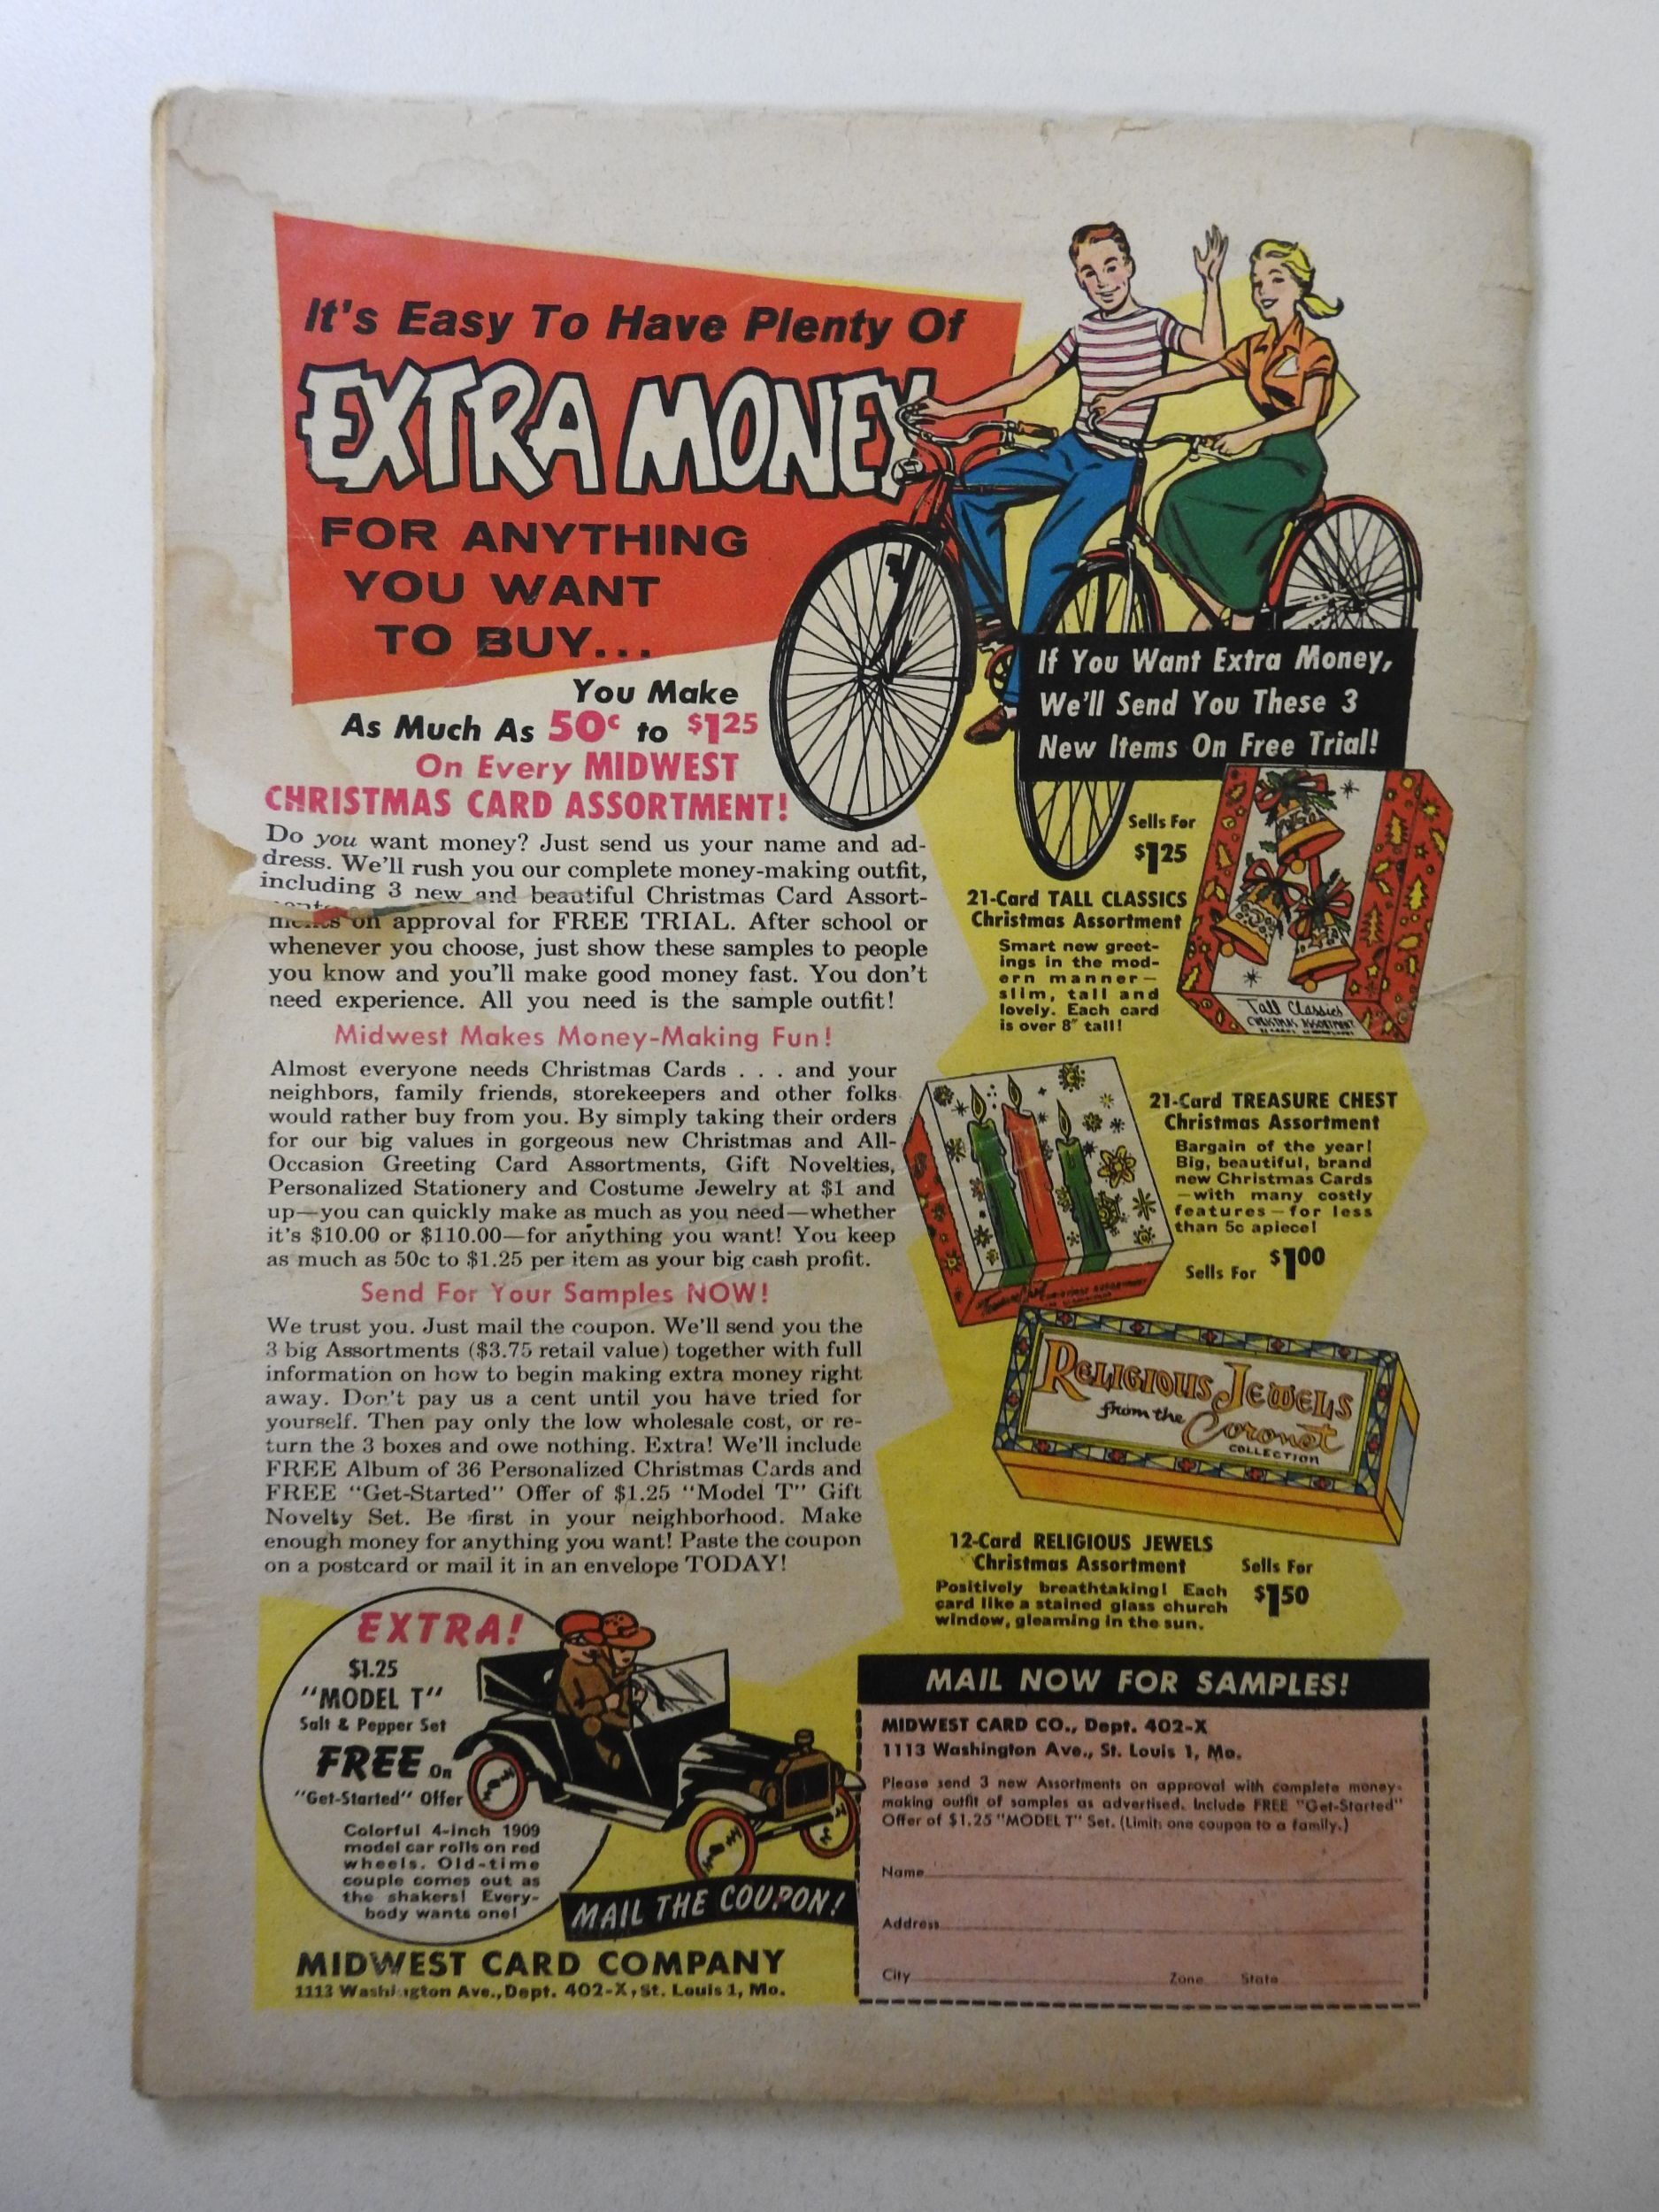 It's Easy To Have Plenty Of
EXTRA MONEY
FOR ANYTHING
YOU WANT
TO BUY...
You Make
As Much As 50c to $1.25
On Every MIDWEST
CHRISTMAS CARD ASSORTMENT!
Do you want money? Just send us your name and ad-
dress. We'll rush you our complete money-making outfit,
including 3 new and beautiful Christmas Card Assort-
ments on approval for FREE TRIAL. After school or
whenever you choose, just show these samples to people
you know and you'll make good money fast. You don't
need experience. All you need is the sample outfit!
Midwest Makes Money-Making Fun!
Almost everyone needs Christmas Cards . . . and your
neighbors, family friends, storekeepers and other folks
would rather buy from you. By simply taking their orders
for our big values in gorgeous new Christmas and All-
Occasion Greeting Card Assortments, Gift Novelties,
Personalized Stationery and Costume Jewelry at $1 and
up—you can quickly make as much as you need—whether
it's $10.00 or $110.00—for anything you want! You keep
as much as 50c to $1.25 per item as your big cash profit.
Send For Your Samples NOW!
We trust you. Just mail the coupon. We'll send you the
3 big Assortments ($3.75 retail value) together with full
information on how to begin making extra money right
away. Don't pay us a cent until you have tried for
yourself. Then pay only the low wholesale cost, or re-
turn the 3 boxes and owe nothing. Extra! We'll include
FREE Album of 36 Personalized Christmas Cards and
FREE "Get-Started" Offer of $1.25 "Model T" Gift
Novelty Set. Be first in your neighborhood. Make
enough money for anything you want! Paste the coupon
on a postcard or mail it in an envelope TODAY!
If You Want Extra Money,
We'll Send You These 3
New Items On Free Trial!
Sells For
$1.25
21-Card TALL CLASSICS
Christmas Assortment
Smart new greet-
ings in the mod-
ern manner—
slim, tall and
lovely. Each card
is over 8" tall!
Tall Classics
CHRISTMAS ASSORTMENT
21-Card TREASURE CHEST
Christmas Assortment
Bargain of the year!
Big, beautiful, brand
new Christmas Cards
—with many costly
features—for less
than 5c apiece!
Sells For $1.00
CHRISTMAS ASSORTMENT
RELIGIOUS JEWELS
from the
Coronet
COLLECTION
12-Card RELIGIOUS JEWELS
Christmas Assortment
Sells For
$1.50
Positively breathtaking! Each
card like a stained glass church
window, gleaming in the sun.
EXTRA!
$1.25
"MODEL T"
Salt & Pepper Set
FREE On
"Get-Started" Offer
Colorful 4-inch 1909
model car rolls on red
wheels. Old-time
couple comes out as
the shakers! Every-
body wants one!
MAIL THE COUPON!
MIDWEST CARD COMPANY
1113 Washington Ave., Dept. 402-X, St. Louis 1, Mo.
MAIL NOW FOR SAMPLES!
MIDWEST CARD CO., Dept. 402-X
1113 Washington Ave., St. Louis 1, Mo.
Please send 3 new Assortments on approval with complete money-
making outfit of samples as advertised. Include FREE "Get-Started"
Offer of $1.25 "MODEL T" Set. (Limit: one coupon to a family.)
Name
Address
City Zone State